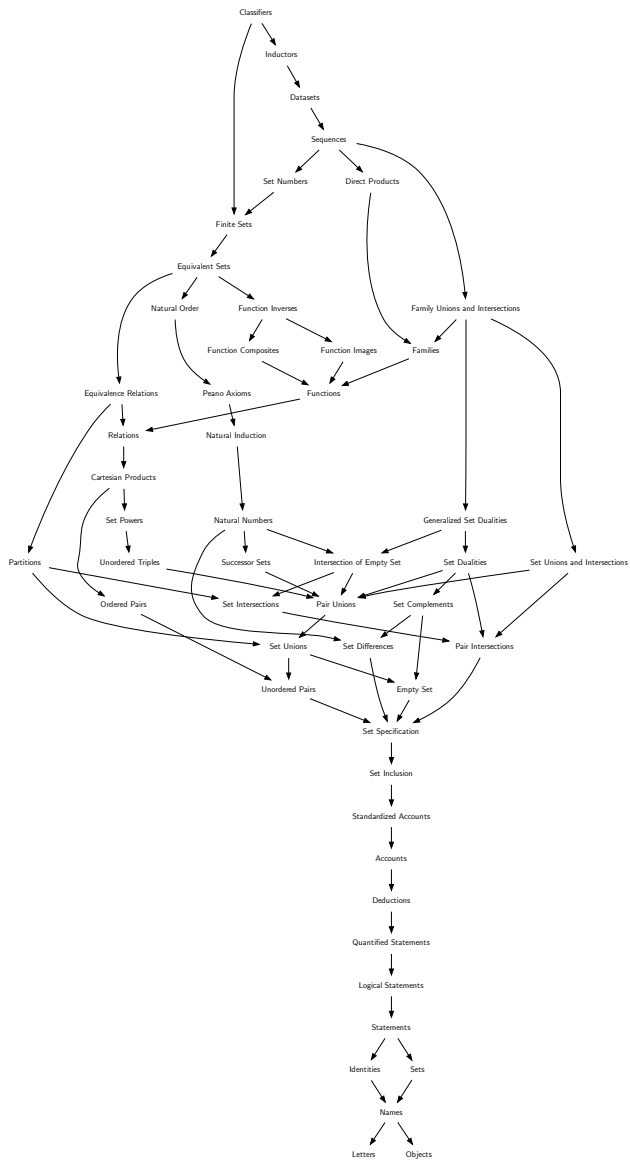 Classifiers
Inductors
Datasets
Sequences
Set Numbers
Direct Products
Finite Sets
Equivalent Sets
Natural Order
Function Inverses
Family Unions and Intersections
Function Composites
Function Images
Families
Equivalence Relations
Peano Axioms
Functions
Relations
Natural Induction
Cartesian Products
Set Powers
Natural Numbers
Generalized Set Dualities
Partitions
Unordered Triples
Successor Sets
Intersection of Empty Set
Set Dualities
Set Unions and Intersections
Ordered Pairs
Set Intersections
Pair Unions
Set Complements
Set Unions
Set Differences
Pair Intersections
Unordered Pairs
Empty Set
Set Specification
Set Inclusion
Standardized Accounts
Accounts
Deductions
Quantified Statements
Logical Statements
Statements
Identities
Sets
Names
Letters
Objects